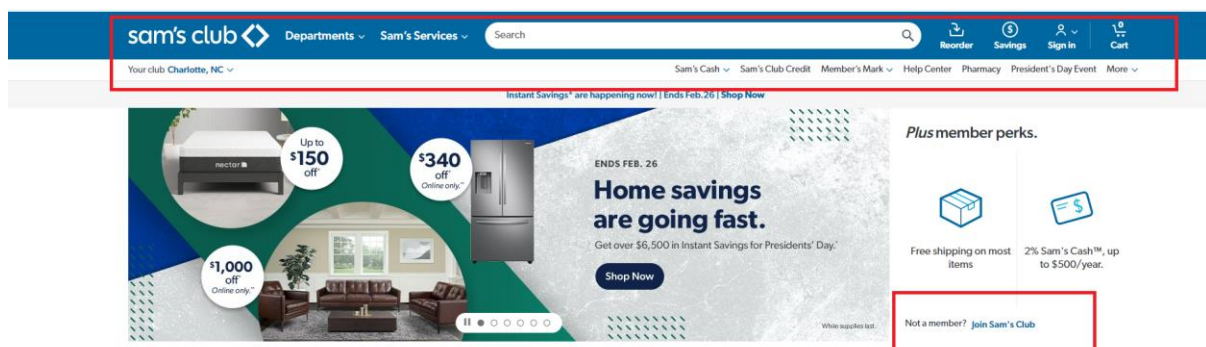 sam's club Departments Sam's Services Search Reorder Savings Sign in 0 Cart
Your club Charlotte, NC Sam's Cash Sam's Club Credit Member's Mark Help Center Pharmacy President's Day Event More
Instant Savings* are happening now! | Ends Feb. 26 | Shop Now
nectar
Up to
$150
off*
$340
off*
Online only.**
$1,000
off*
Online only.**
ENDS FEB. 26
Home savings
are going fast.
Get over $6,500 in Instant Savings for Presidents' Day.*
Shop Now
While supplies last.
Plus member perks.
Free shipping on most
items
2% Sam's Cash™, up
to $500/year.
Not a member? Join Sam's Club